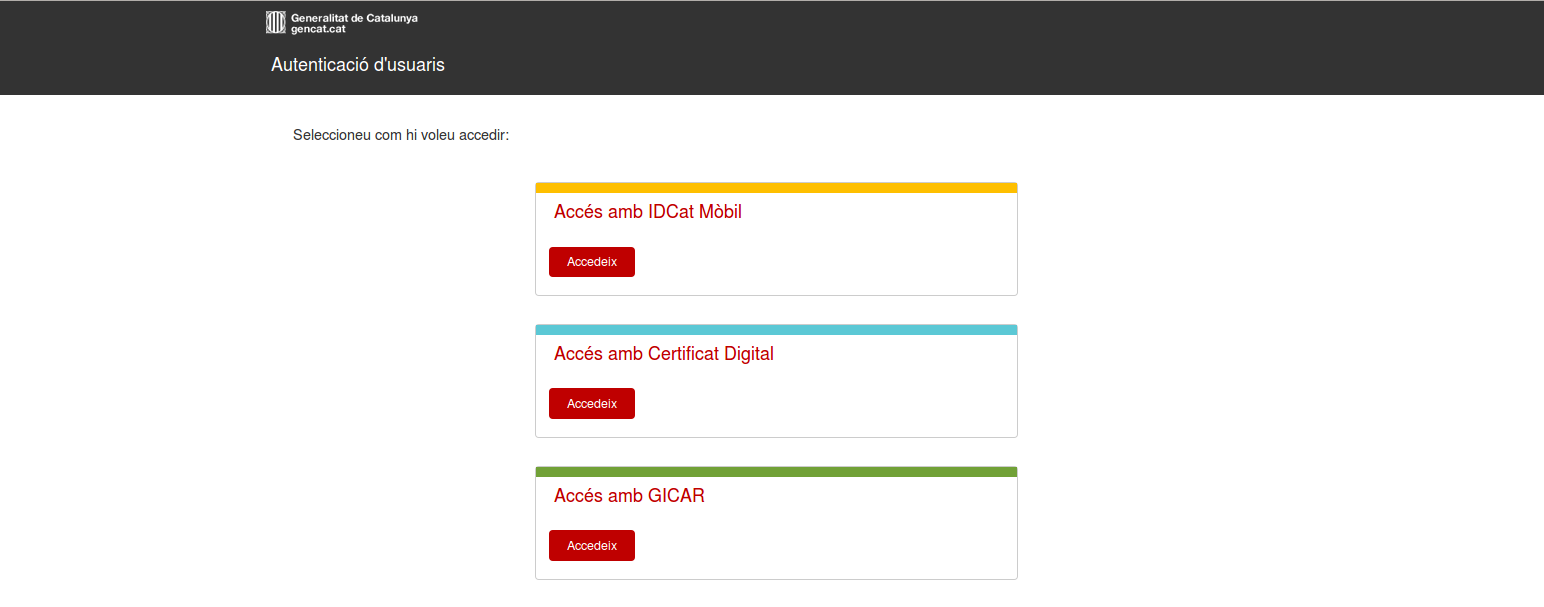 Generalitat de Catalunya
gencat.cat
Autenticació d'usuaris
Seleccioneu com hi voleu accedir:
Accés amb IDCat Mòbil
Accedeix
Accés amb Certificat Digital
Accedeix
Accés amb GICAR
Accedeix